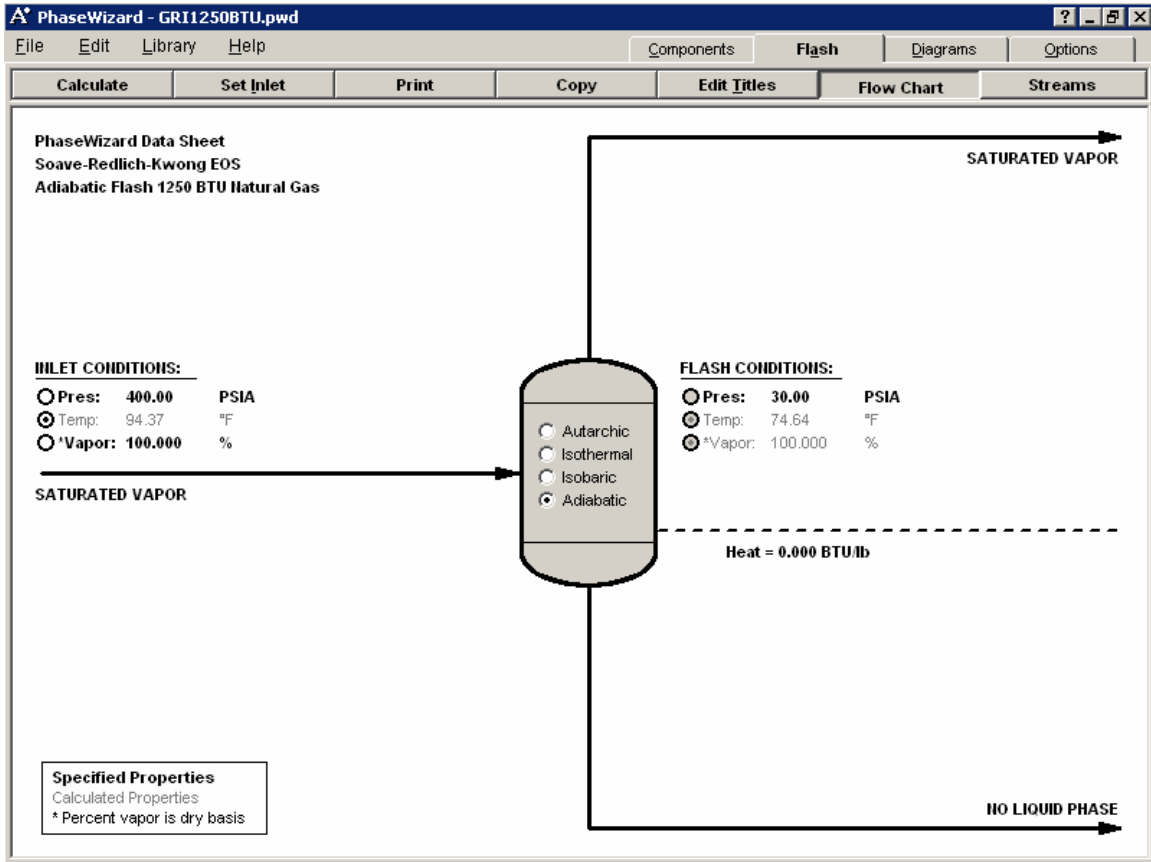 PhaseWizard - GRI1250BTU.pwd
File Edit Library Help Components Flash Diagrams Options
Calculate Set Inlet Print Copy Edit Titles Flow Chart Streams
PhaseWizard Data Sheet
Soave-Redlich-Kwong EOS
Adiabatic Flash 1250 BTU Natural Gas
SATURATED VAPOR
INLET CONDITIONS:
Pres: 400.00 PSIA
Temp: 94.37 °F
*Vapor: 100.000 %
SATURATED VAPOR
Autarchic
Isothermal
Isobaric
Adiabatic
FLASH CONDITIONS:
Pres: 30.00 PSIA
Temp: 74.64 °F
*Vapor: 100.000 %
Heat = 0.000 BTU/lb
Specified Properties
Calculated Properties
* Percent vapor is dry basis
NO LIQUID PHASE